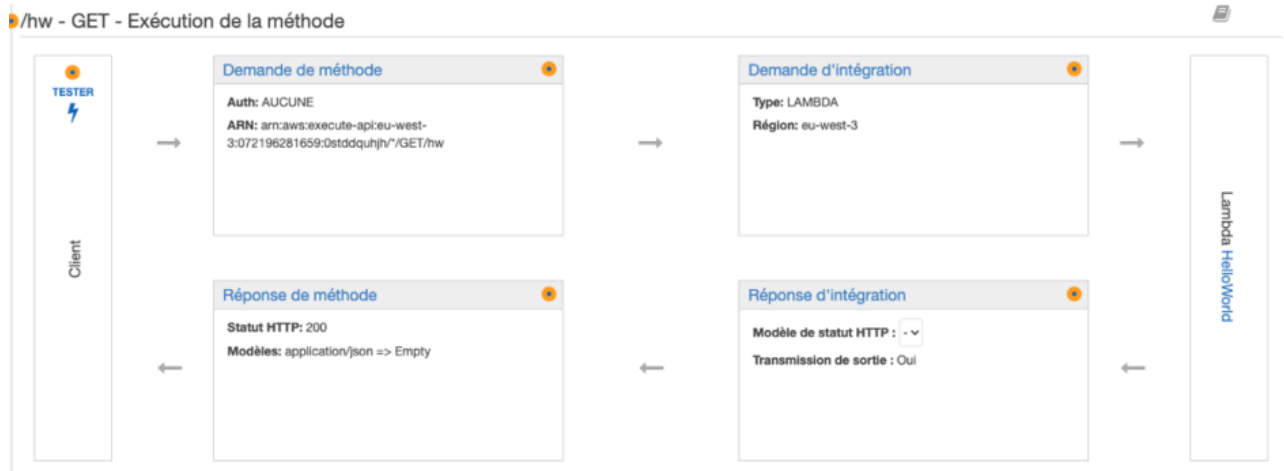 /hw - GET - Exécution de la méthode
TESTER
Client
Demande de méthode
Auth: AUCUNE
ARN: arn:aws:execute-api:eu-west-
3:072196281659:0stddquhjh/*/GET/hw
Demande d'intégration
Type: LAMBDA
Région: eu-west-3
Lambda HelloWorld
Réponse de méthode
Statut HTTP: 200
Modèles: application/json => Empty
Réponse d'intégration
Modèle de statut HTTP : -
Transmission de sortie : Oui